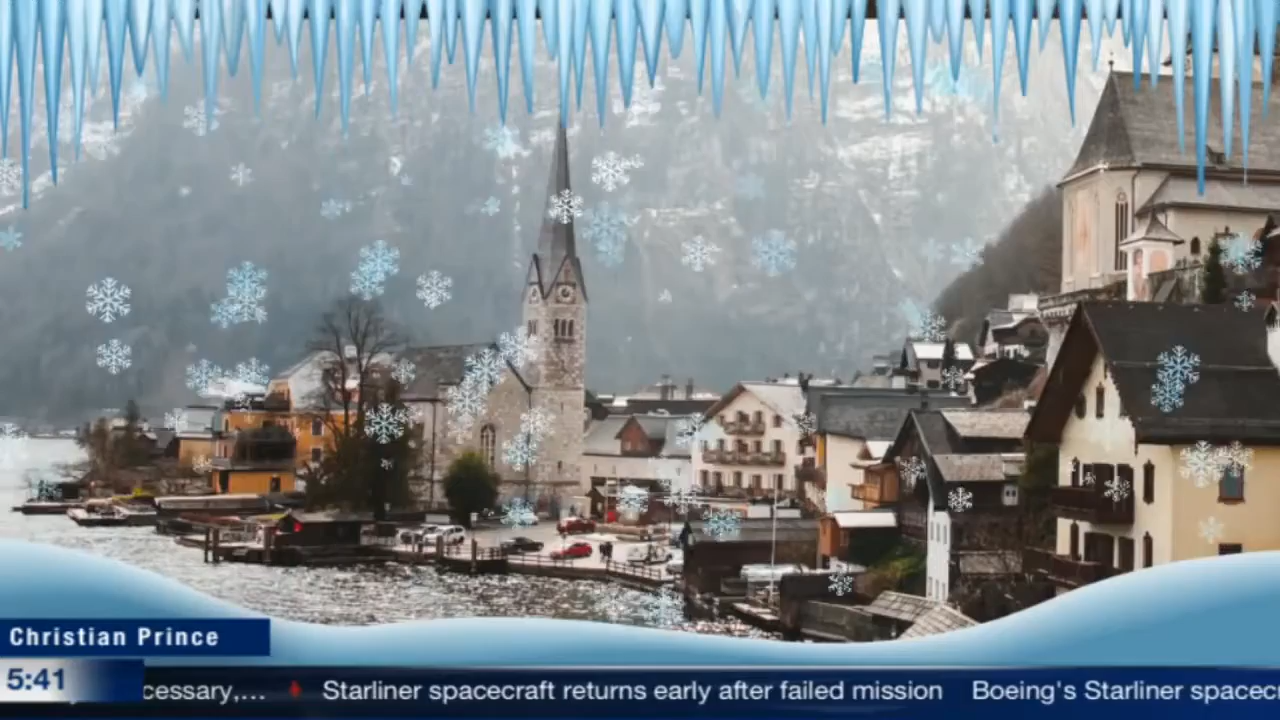 Christian Prince
5:41
cessary,... Starliner spacecraft returns early after failed mission Boeing's Starliner spacecr